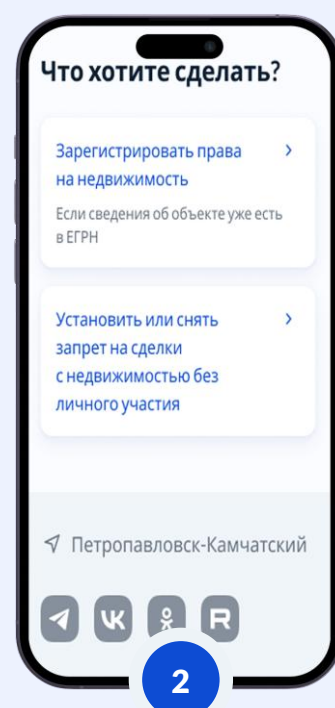 Что хотите сделать?
Зарегистрировать права
на недвижимость
Если сведения об объекте уже есть
в ЕГРН
Установить или снять
запрет на сделки
с недвижимостью без
личного участия
Петропавловск-Камчатский
2